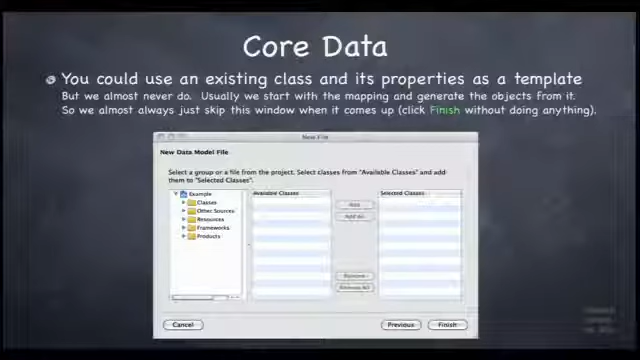 Core Data
You could use an existing class and its properties as a template
But we almost never do. Usually we start with the mapping and generate the objects from it.
So we almost always just skip this window when it comes up (click Finish without doing anything).
New File
New Data Model File
Select a group or a file from the project. Select classes from "Available Classes" and add
them to "Selected Classes".
Example
Classes
Other Sources
Resources
Frameworks
Products
Available Classes
Selected Classes
Add
Add All
Remove
Remove All
Cancel
Previous
Finish